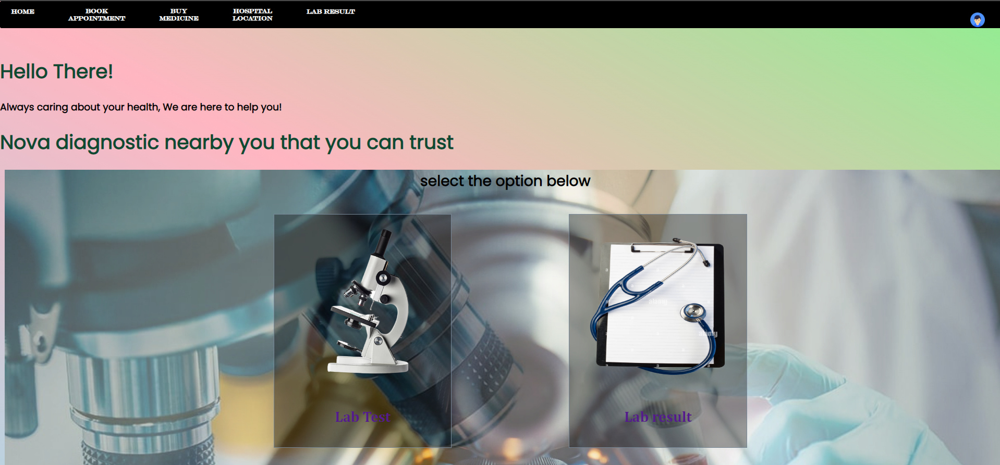 HOME
BOOK
APPOINTMENT
BUY
MEDICINE
HOSPITAL
LOCATION
LAB RESULT
Hello There!
Always caring about your health, We are here to help you!
Nova diagnostic nearby you that you can trust
select the option below
a
a
a
a
alamy
a
a
alamy
a
a
a
a
a
Lab Test
Lab result